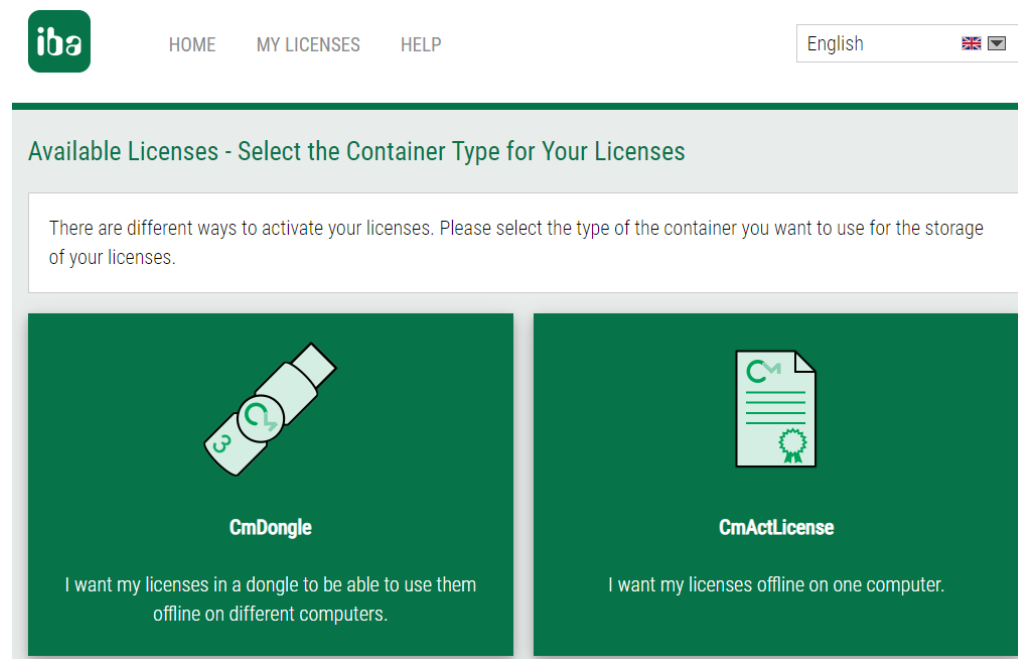 iba
HOME MY LICENSES HELP
English
Available Licenses - Select the Container Type for Your Licenses
There are different ways to activate your licenses. Please select the type of the container you want to use for the storage
of your licenses.
3
CM
CM
CmDongle
CmActLicense
I want my licenses in a dongle to be able to use them
offline on different computers.
I want my licenses offline on one computer.